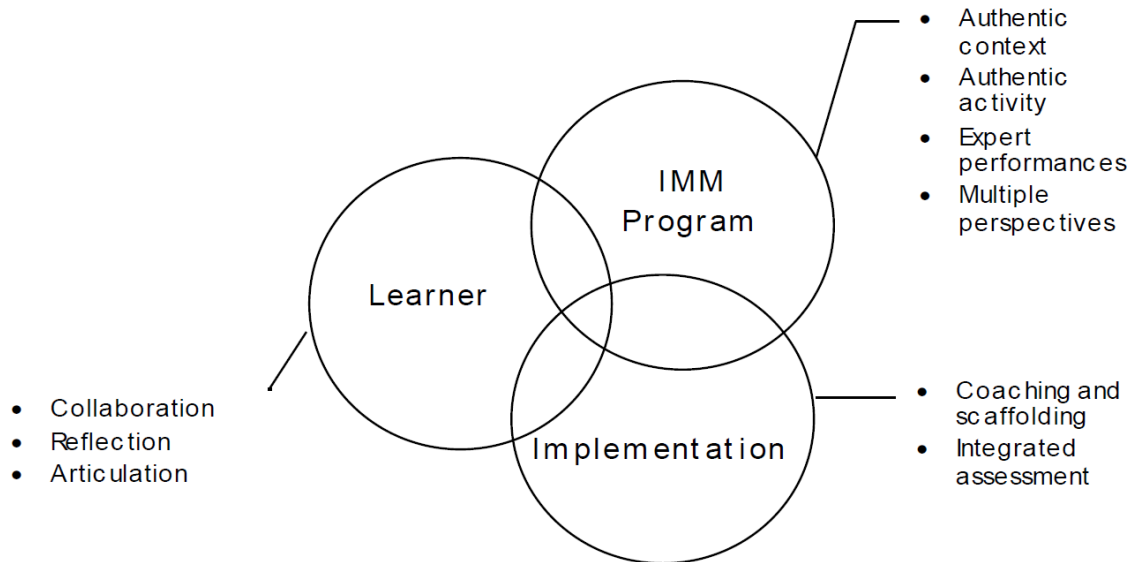 • Authentic
context
• Authentic
activity
• Expert
performances
• Multiple
perspectives
IMM
Program
Learner
• Collaboration
• Reflection
• Articulation
Implementation
• Coaching and
scaffolding
• Integrated
assessment